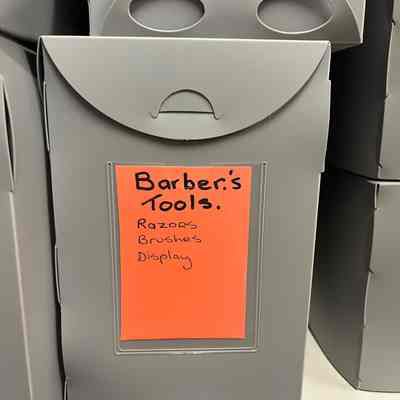 Barber's
Tools.
Razors
Brushes
Display